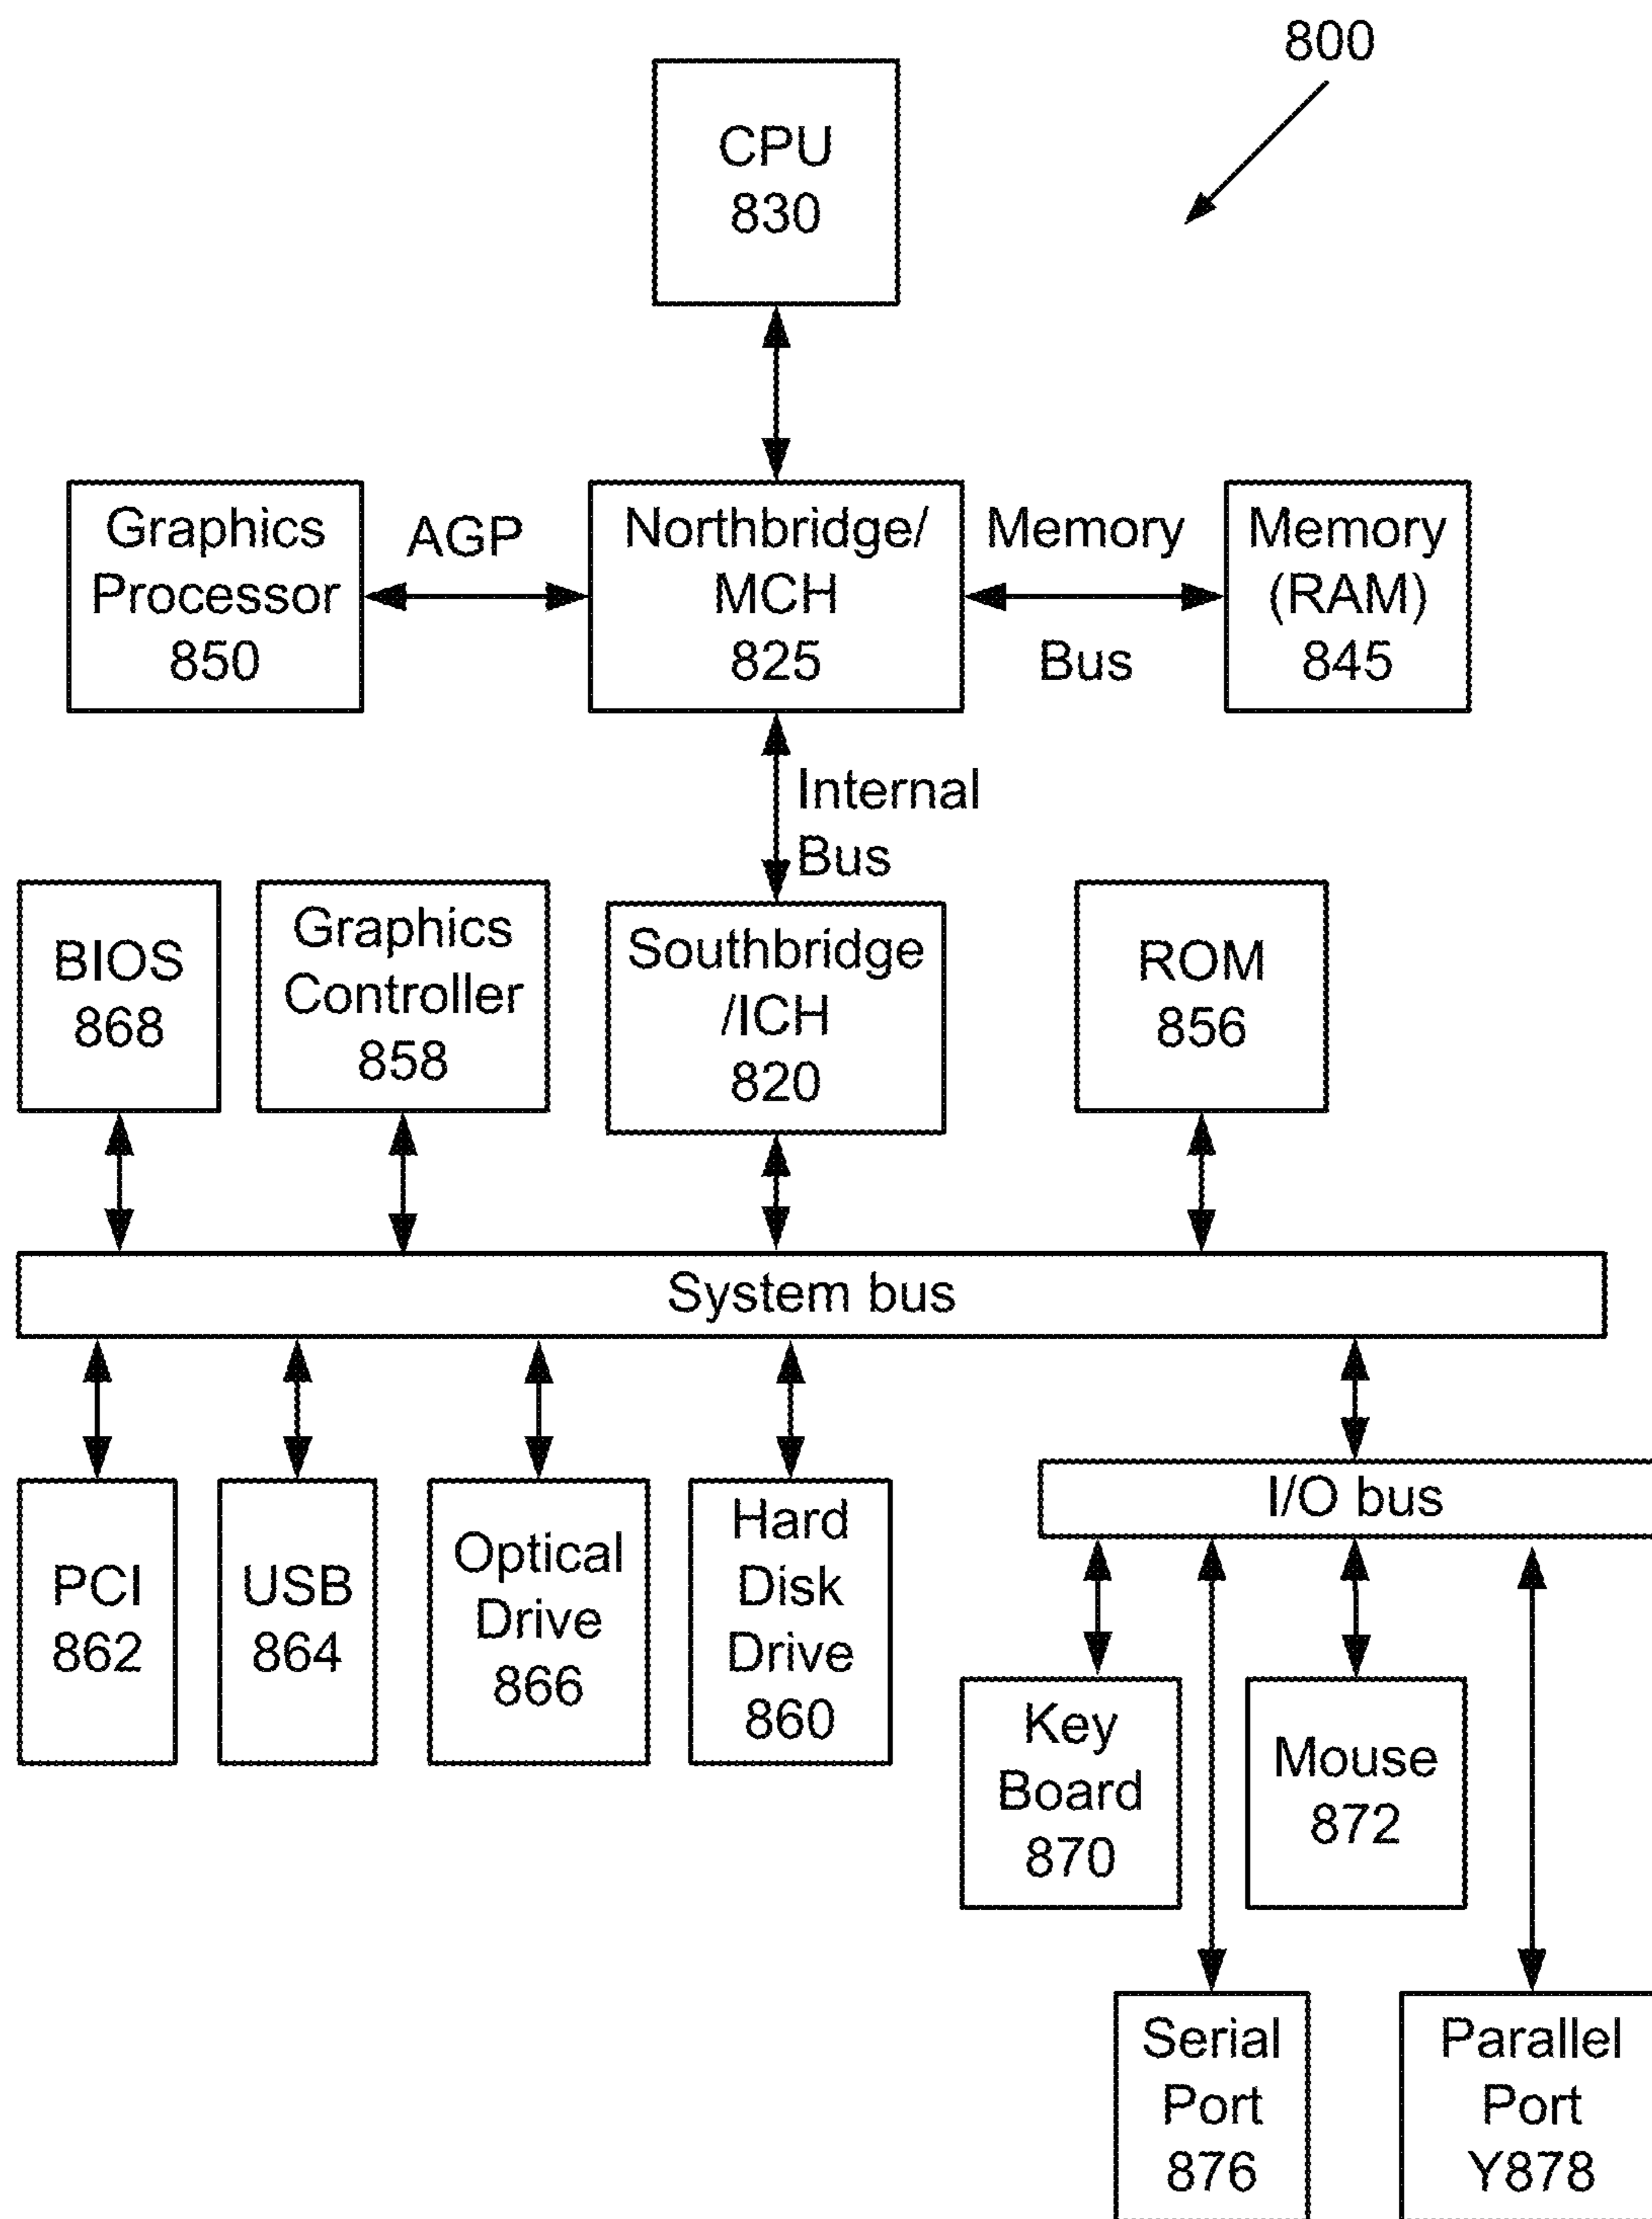 800
CPU
830
Graphics
Processor
850
AGP
Northbridge/
MCH
825
Memory
Bus
Memory
(RAM)
845
Internal
Bus
BIOS
868
Graphics
Controller
858
Southbridge
/ICH
820
ROM
856
System bus
PCI
862
USB
864
Optical
Drive
866
Hard
Disk
Drive
860
I/O bus
Key
Board
870
Mouse
872
Serial
Port
876
Parallel
Port
Y878